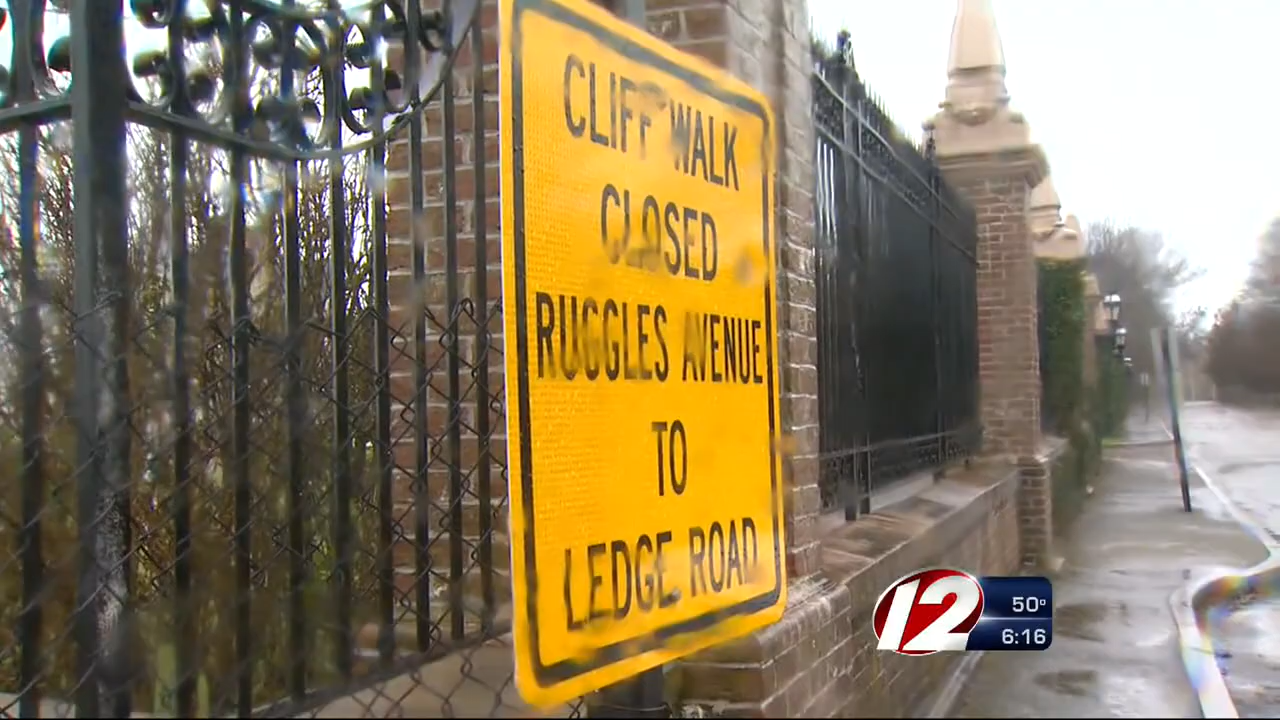 CLIFF WALK
CLOSED
RUGGLES AVENUE
TO
LEDGE ROAD
12
50°
6:16